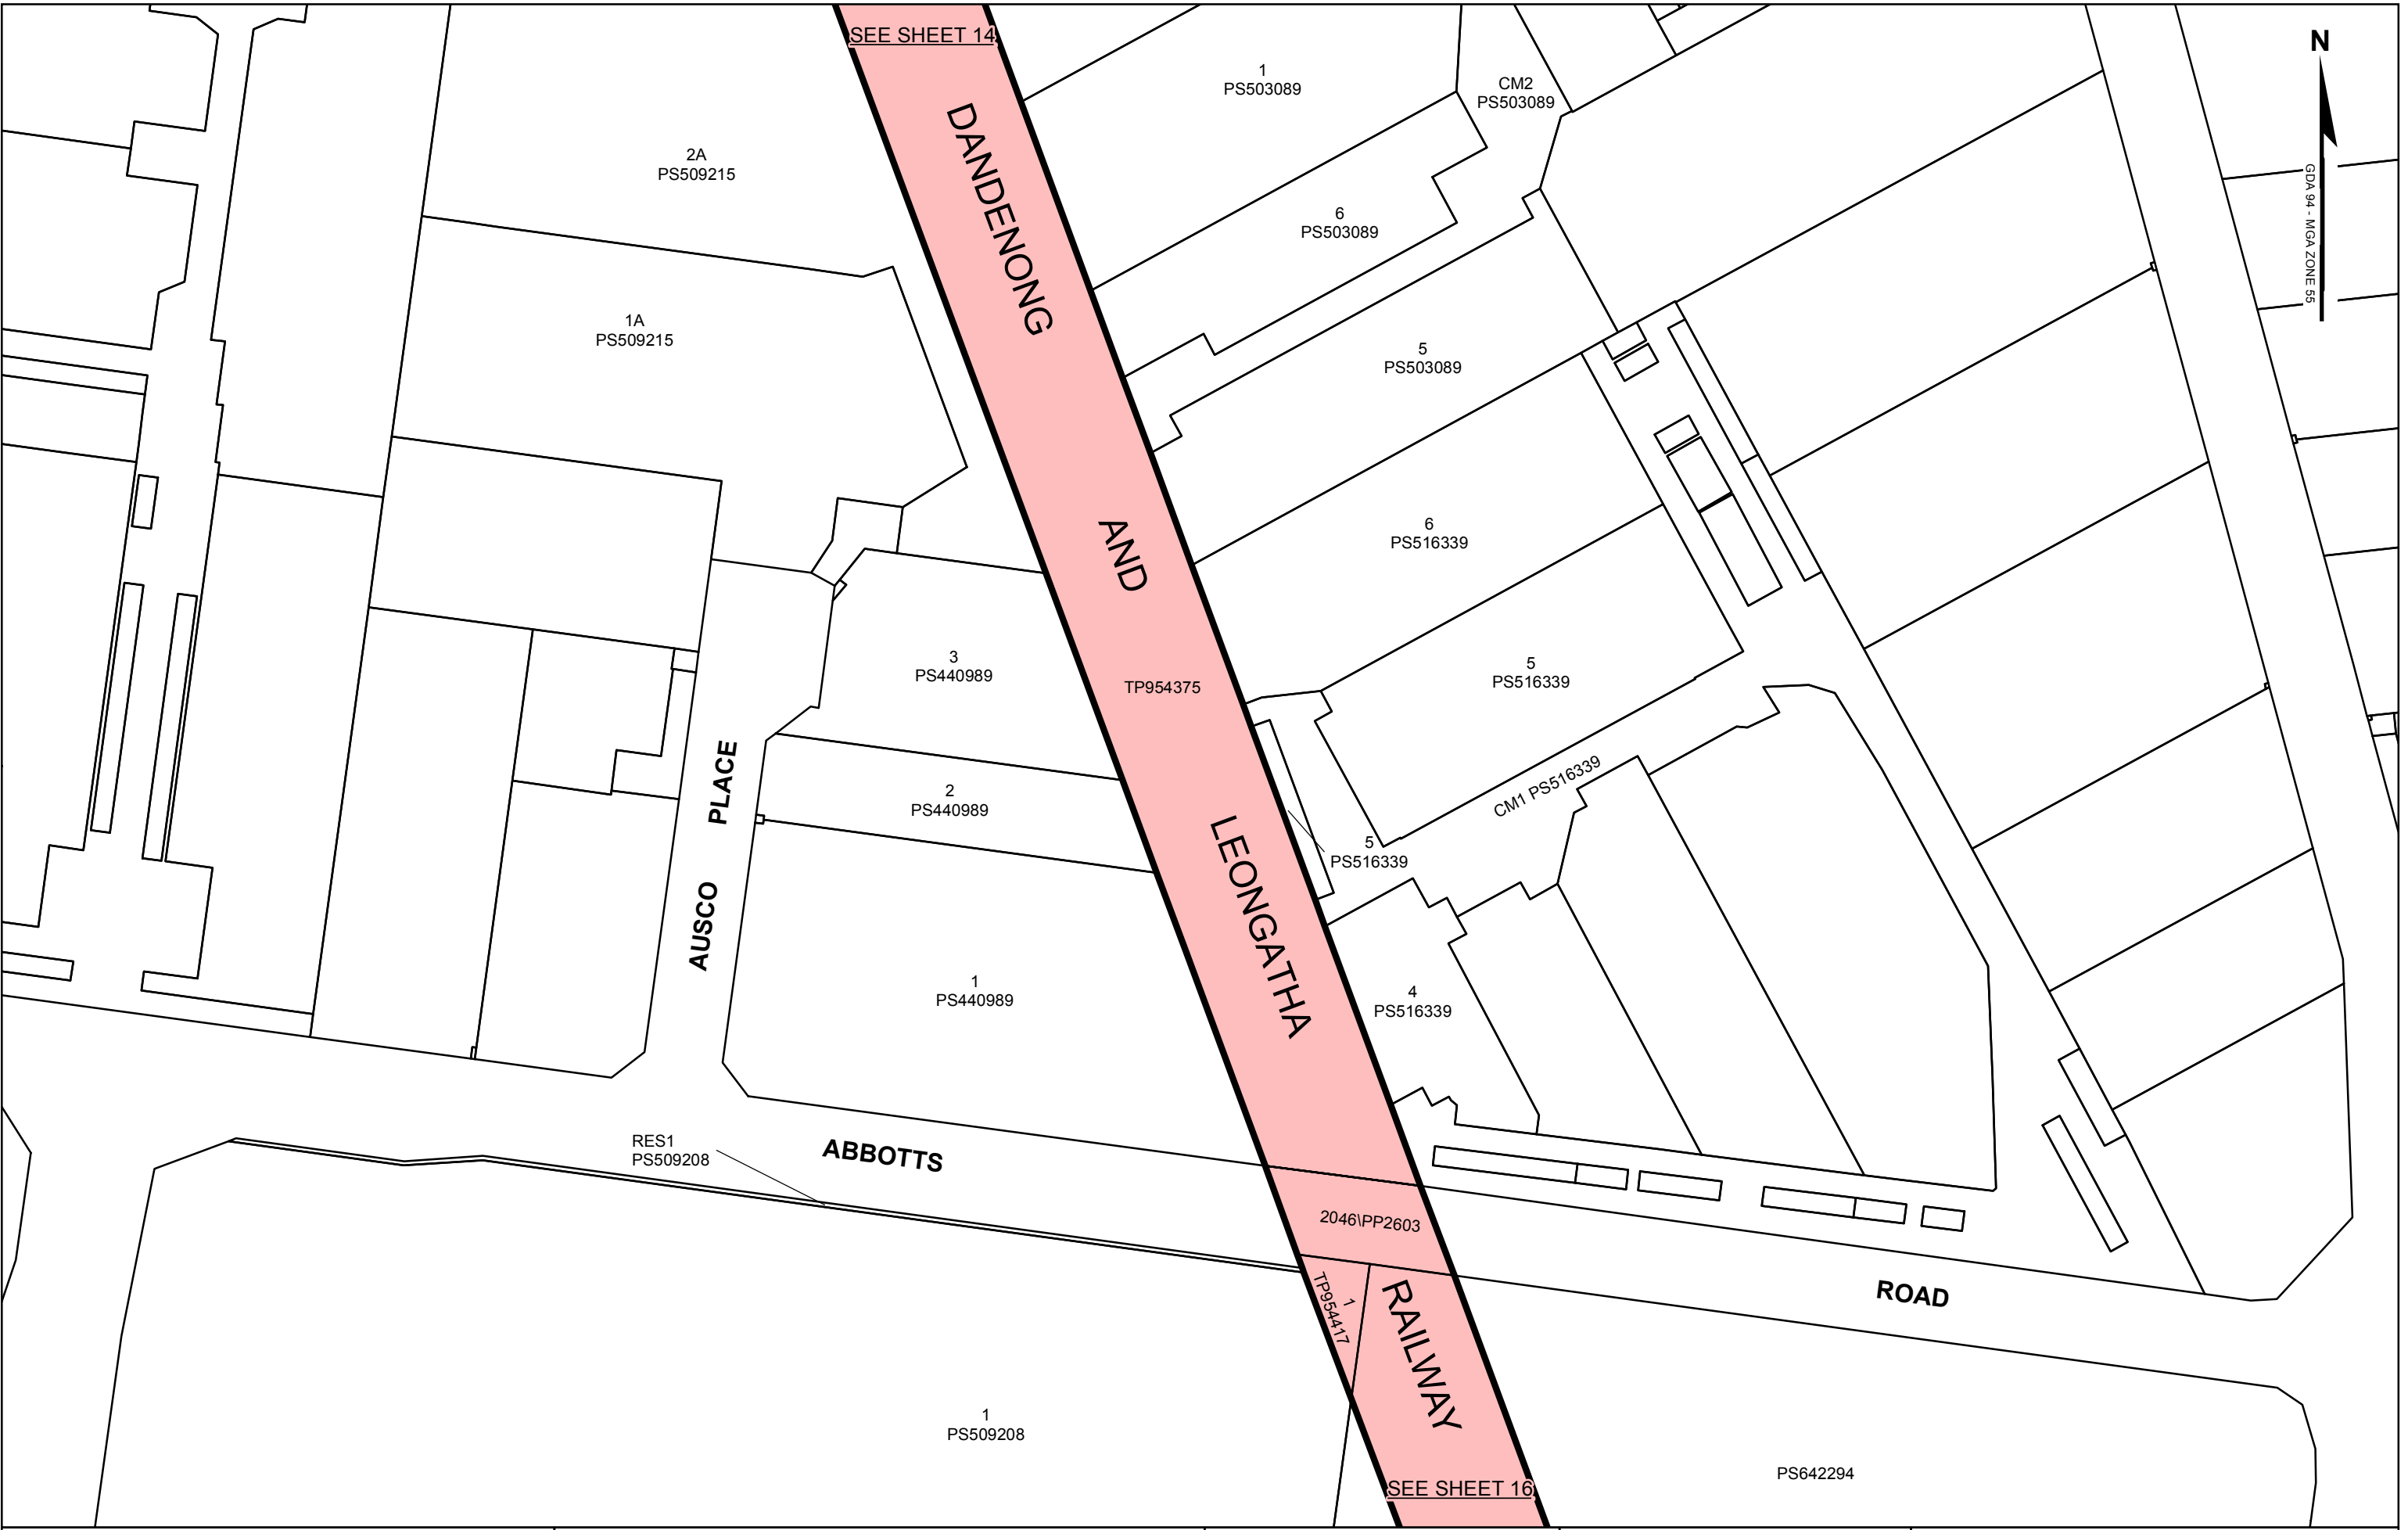 SEE SHEET 14
N
GDA 94 - MGA ZONE 55
1
PS503089
CM2
PS503089
2A
PS509215
DANDENONG
6
PS503089
1A
PS509215
5
PS503089
AND
6
PS516339
3
PS440989
TP954375
5
PS516339
PLACE
AUSCO
2
PS440989
CM1 PS516339
LEONGATHA
5
PS516339
1
PS440989
4
PS516339
RES1
PS509208
ABBOTTS
2046\PP2603
ROAD
1
TP954417
RAILWAY
1
PS509208
SEE SHEET 16
PS642294